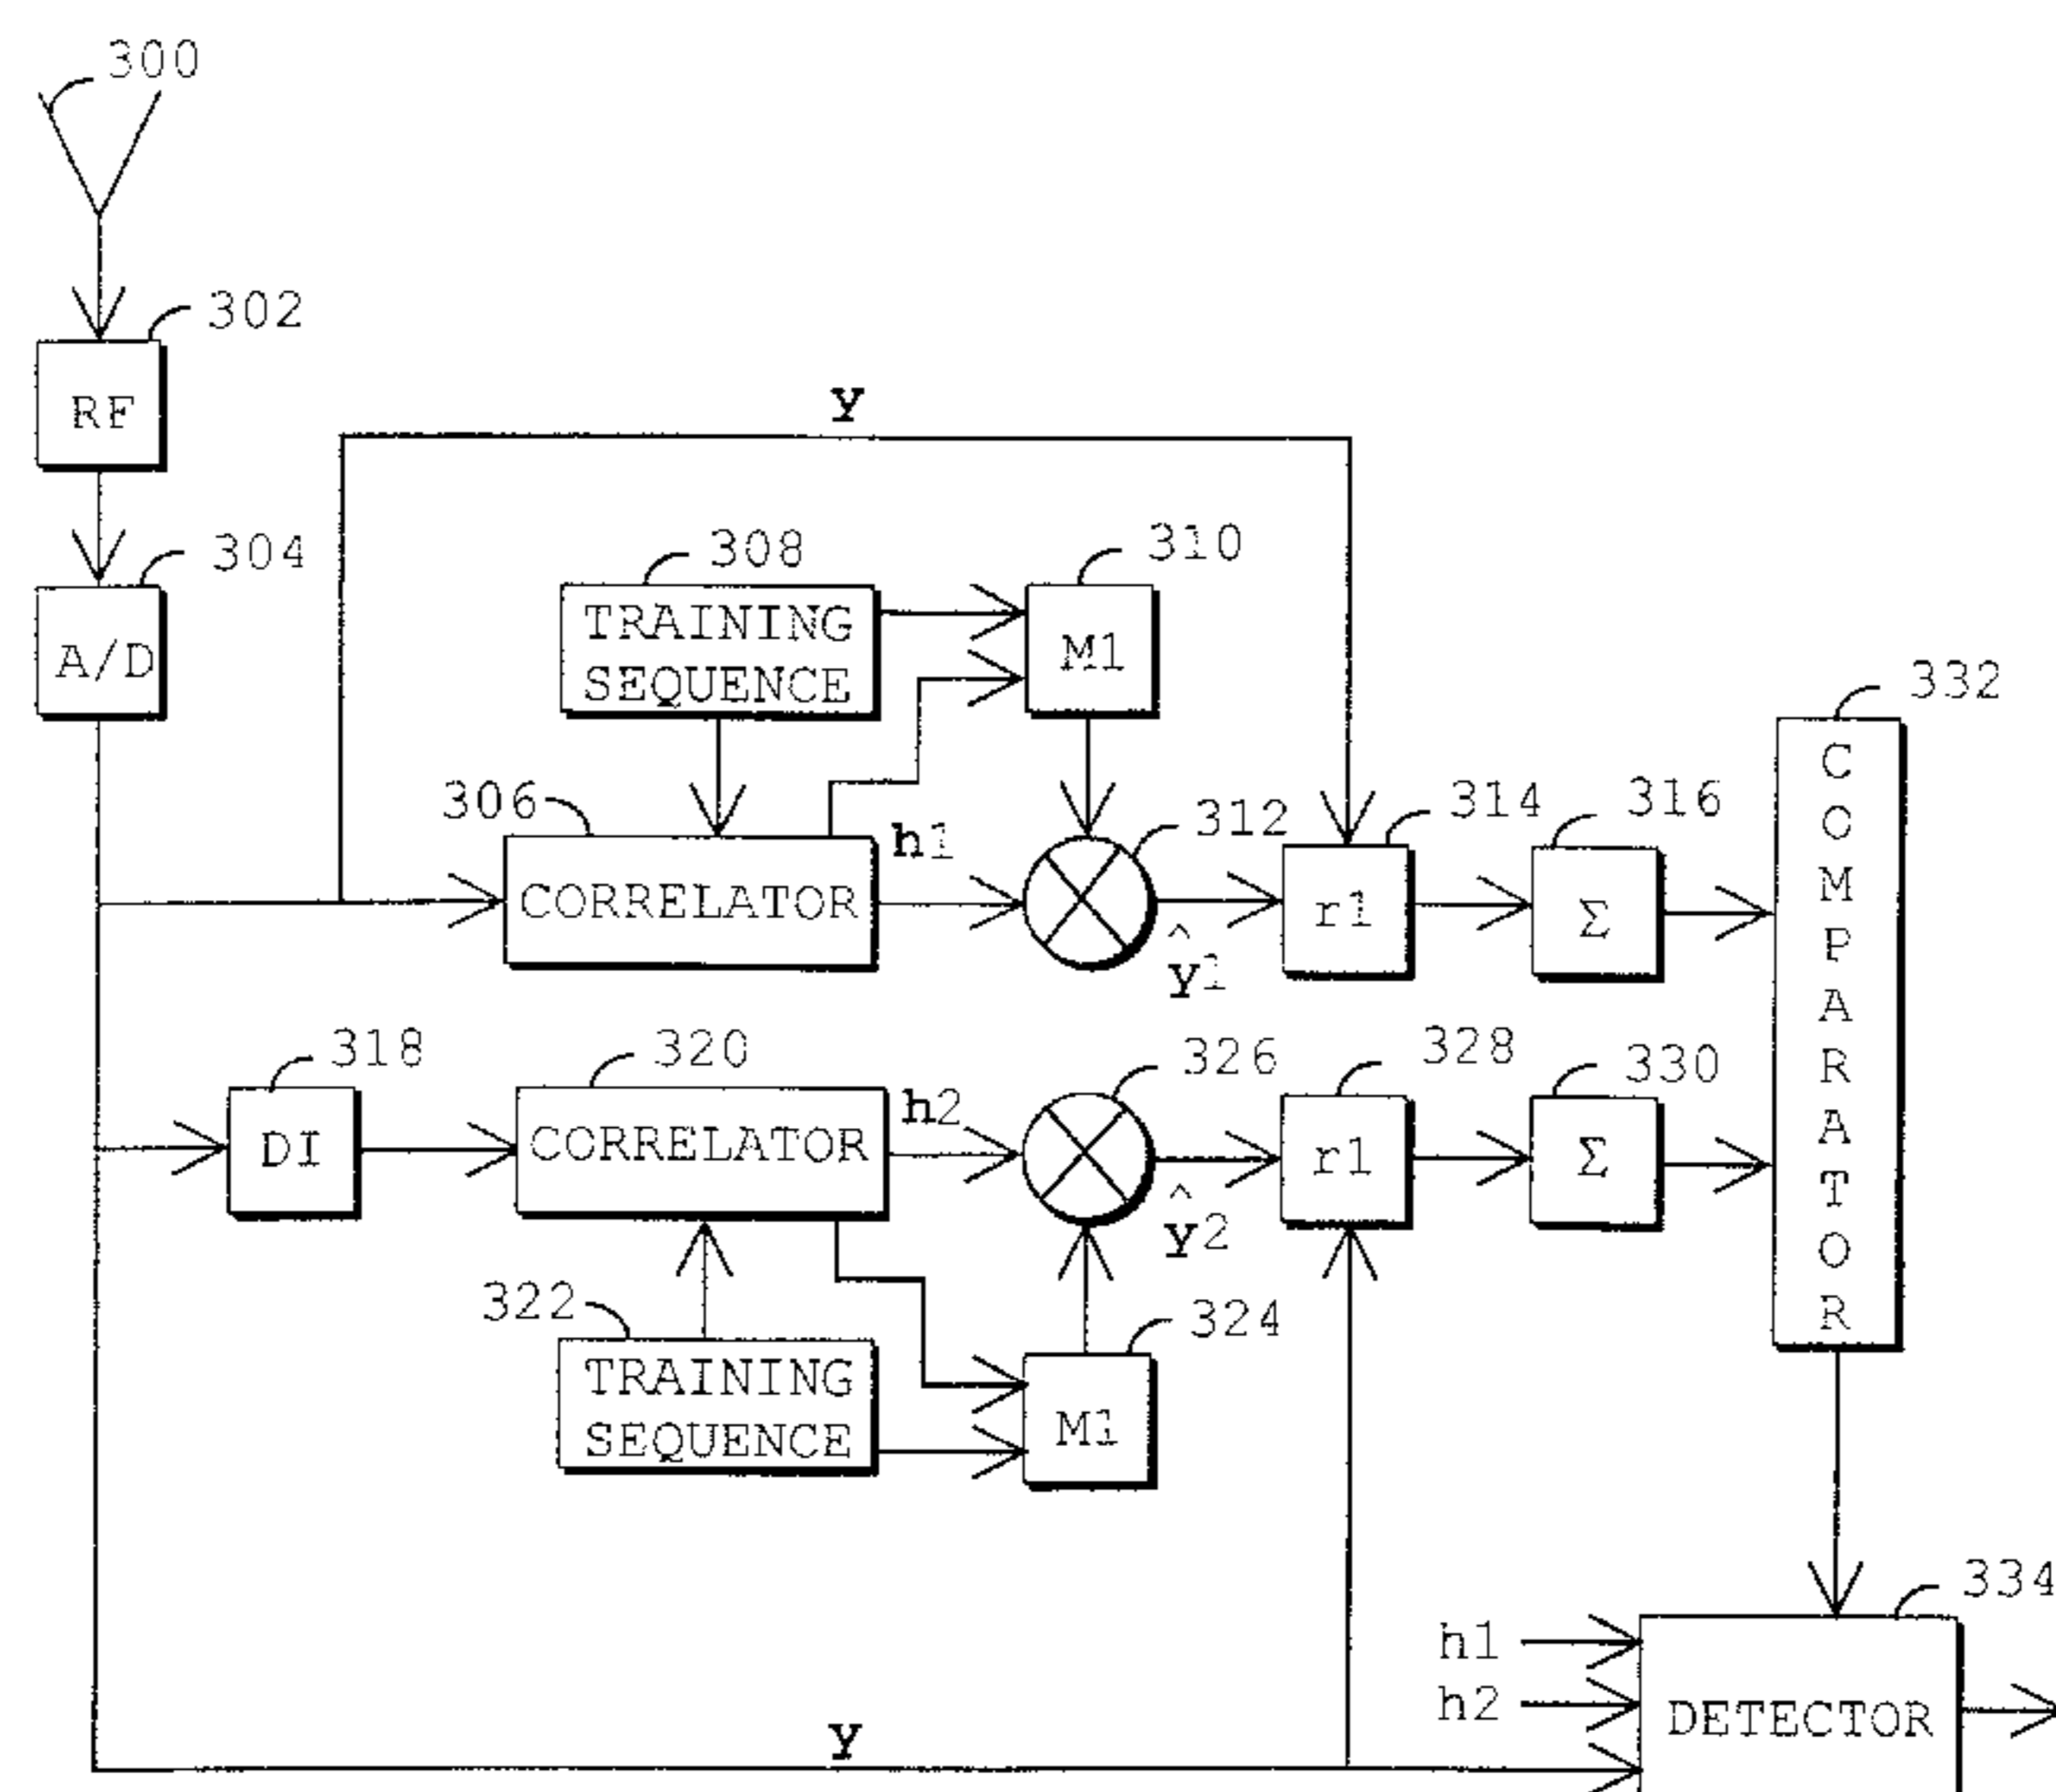 300
302
RF
y
304
A/D
308
TRAINING
SEQUENCE
310
M1
306
CORRELATOR
h1
312
ŷ1
314
r1
316
Σ
332
COMPARATOR
318
DI
320
CORRELATOR
h2
326
ŷ2
328
r1
330
Σ
322
TRAINING
SEQUENCE
324
M1
334
h1
h2
DETECTOR
y